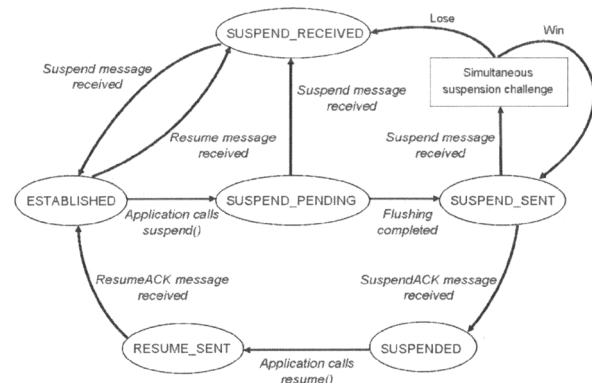 Lose
Win
SUSPEND_RECEIVED
Simultaneous
suspension challenge
Suspend message
received
Suspend message
received
Resume message
received
Suspend message
received
ESTABLISHED
SUSPEND_PENDING
SUSPEND_SENT
Application calls
suspend()
Flushing
completed
ResumeACK message
received
SuspendACK message
received
RESUME_SENT
SUSPENDED
Application calls
resume()